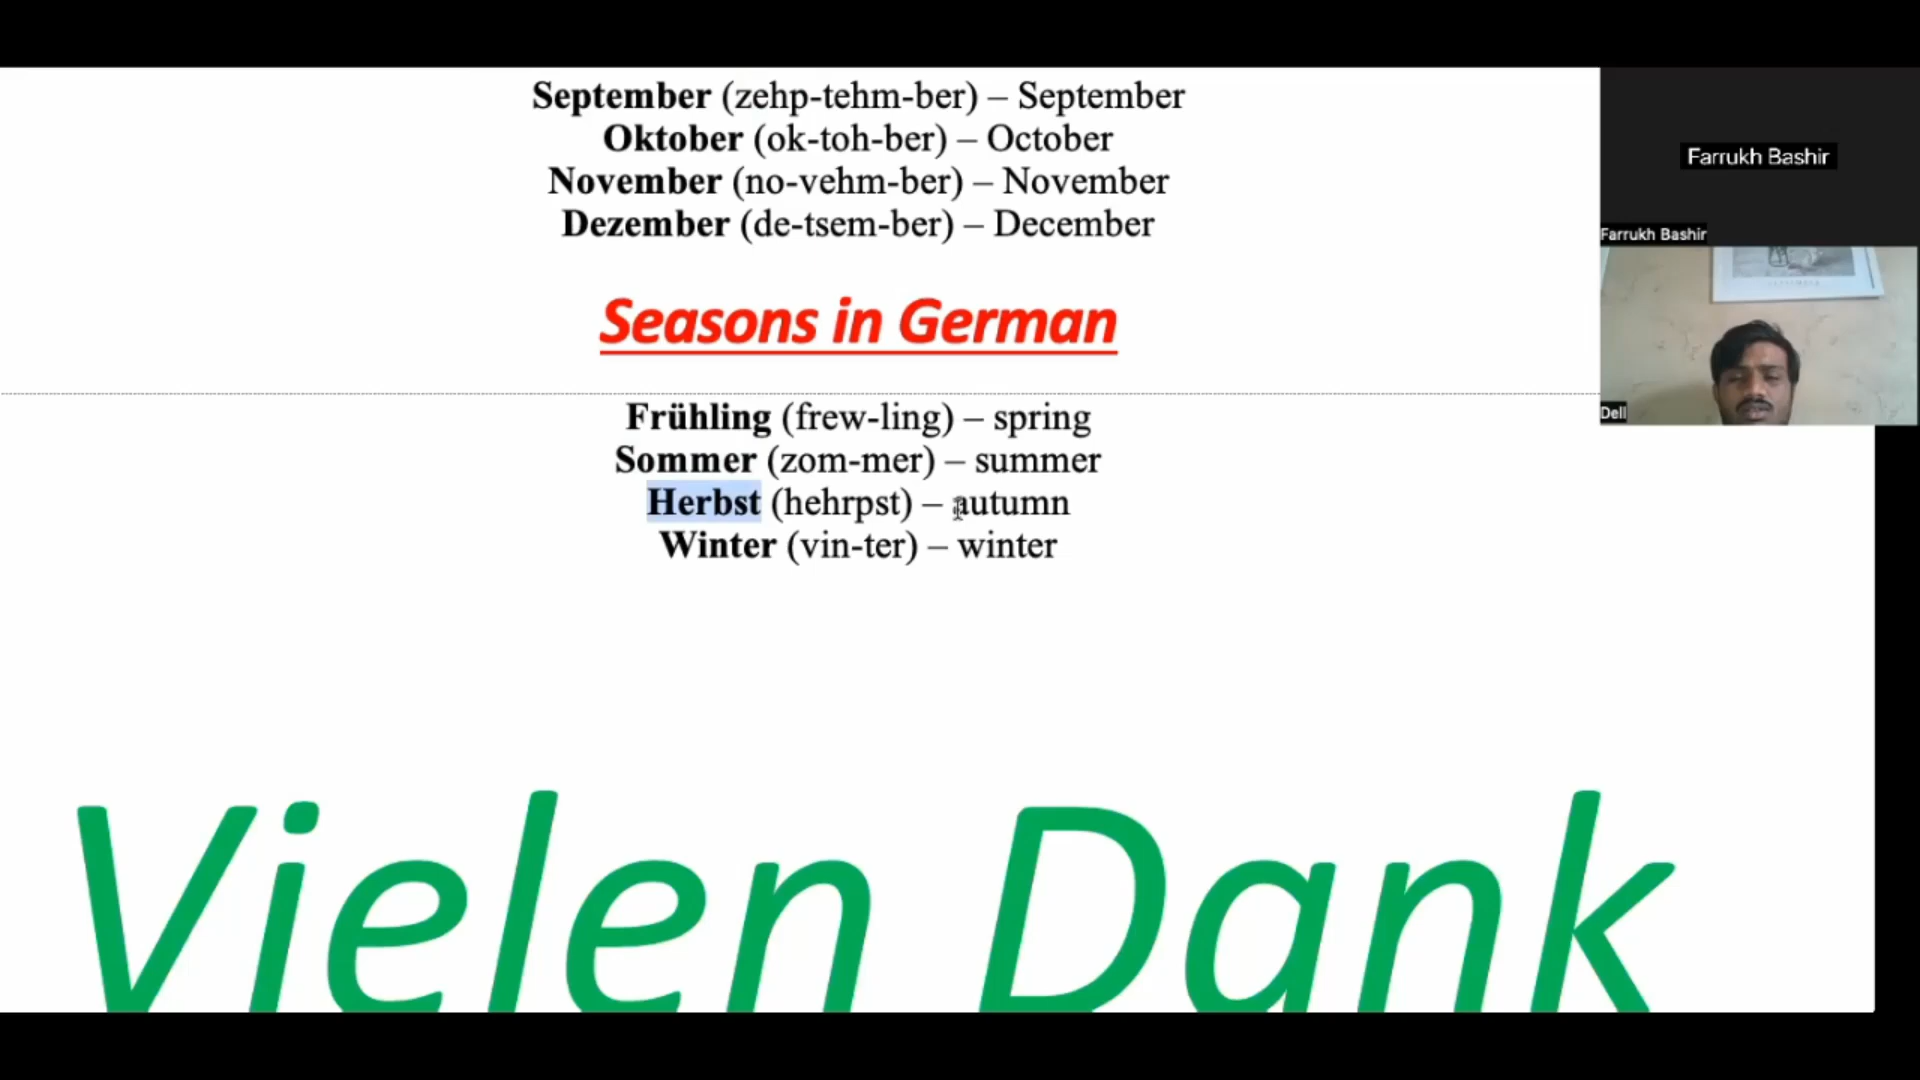 September (zehp-tehm-ber) – September
Oktober (ok-toh-ber) – October
November (no-vehm-ber) – November
Dezember (de-tsem-ber) – December
Seasons in German
Frühling (frew-ling) – spring
Sommer (zom-mer) – summer
Herbst (hehrpst) – autumn
Winter (vin-ter) – winter
Vielen Dank
Farrukh Bashir
Farrukh Bashir
Dell